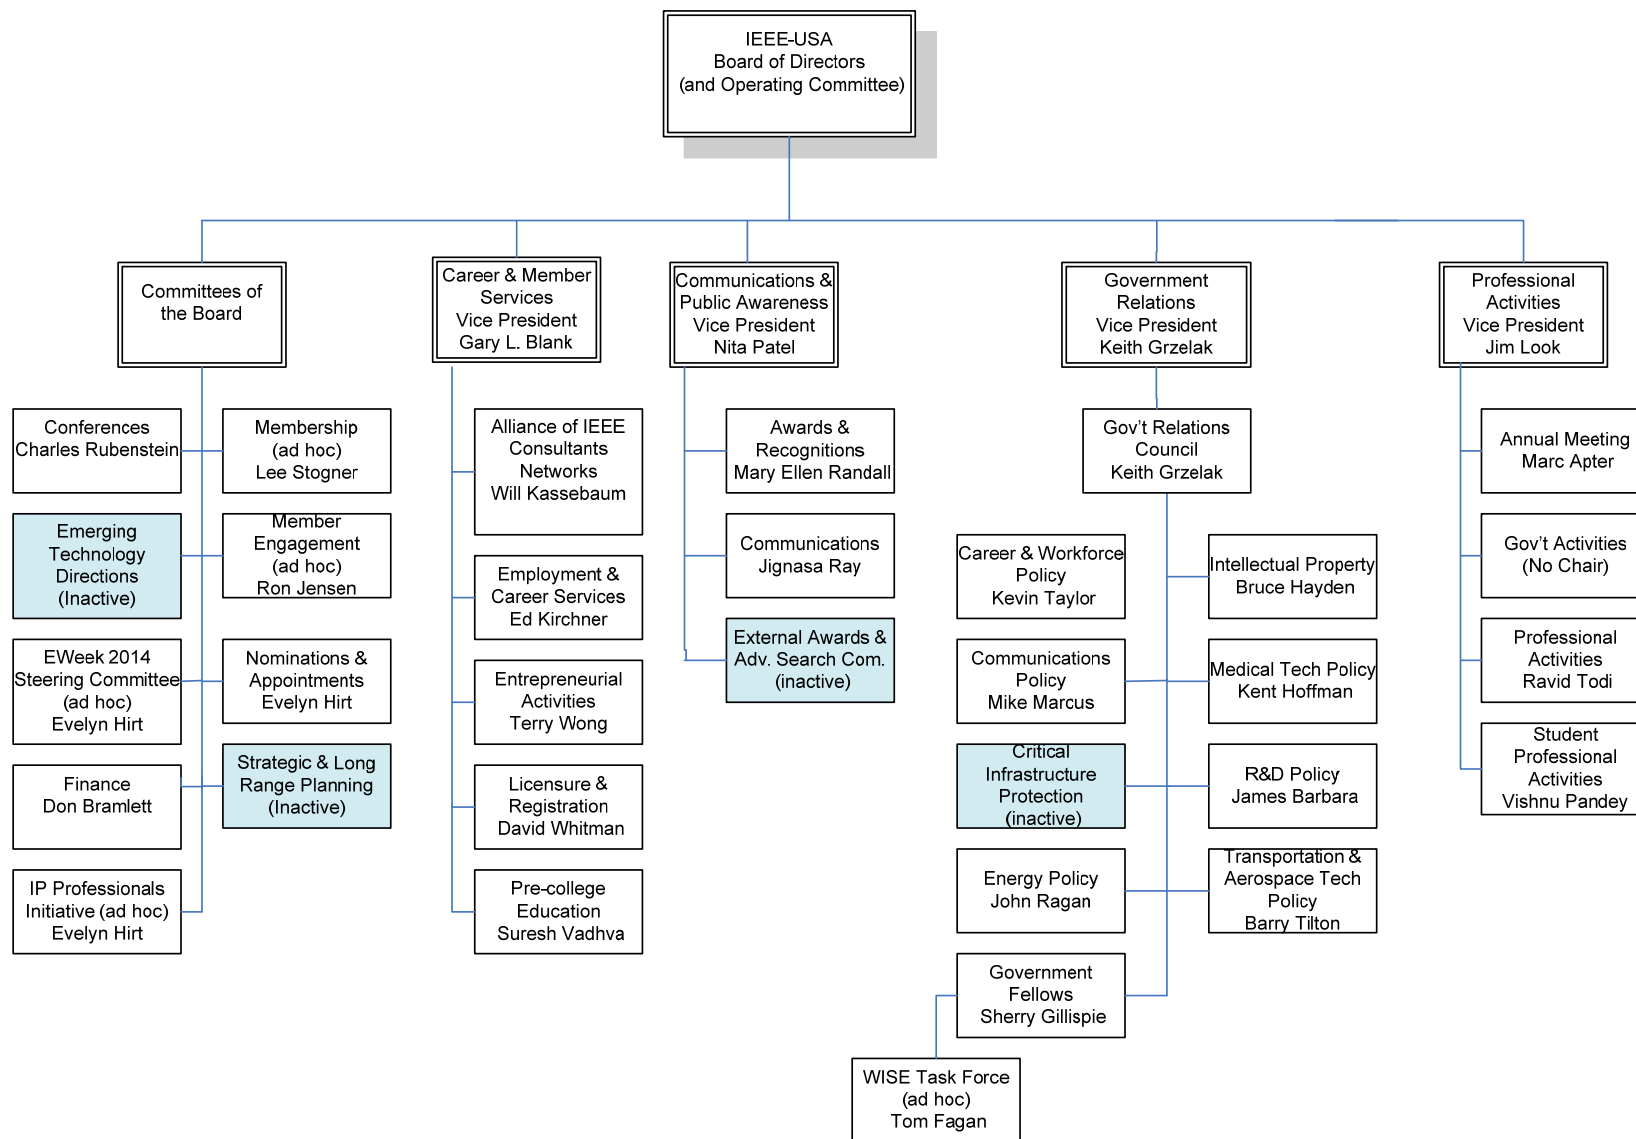 IEEE-USA
Board of Directors
(and Operating Committee)
Committees of
the Board
Career & Member
Services
Vice President
Gary L. Blank
Communications &
Public Awareness
Vice President
Nita Patel
Government
Relations
Vice President
Keith Grzelak
Professional
Activities
Vice President
Jim Look
Conferences
Charles Rubenstein
Membership
(ad hoc)
Lee Stogner
Emerging
Technology
Directions
(Inactive)
Member
Engagement
(ad hoc)
Ron Jensen
EWeek 2014
Steering Committee
(ad hoc)
Evelyn Hirt
Nominations &
Appointments
Evelyn Hirt
Finance
Don Bramlett
Strategic & Long
Range Planning
(Inactive)
IP Professionals
Initiative (ad hoc)
Evelyn Hirt
Alliance of IEEE
Consultants
Networks
Will Kassebaum
Employment &
Career Services
Ed Kirchner
Entrepreneurial
Activities
Terry Wong
Licensure &
Registration
David Whitman
Pre-college
Education
Suresh Vadhva
Awards &
Recognitions
Mary Ellen Randall
Communications
Jignasa Ray
External Awards &
Adv. Search Com.
(inactive)
Gov't Relations
Council
Keith Grzelak
Career & Workforce
Policy
Kevin Taylor
Intellectual Property
Bruce Hayden
Communications
Policy
Mike Marcus
Medical Tech Policy
Kent Hoffman
Critical
Infrastructure
Protection
(inactive)
R&D Policy
James Barbara
Energy Policy
John Ragan
Transportation &
Aerospace Tech
Policy
Barry Tilton
Government
Fellows
Sherry Gillispie
WISE Task Force
(ad hoc)
Tom Fagan
Annual Meeting
Marc Apter
Gov't Activities
(No Chair)
Professional
Activities
Ravid Todi
Student
Professional
Activities
Vishnu Pandey